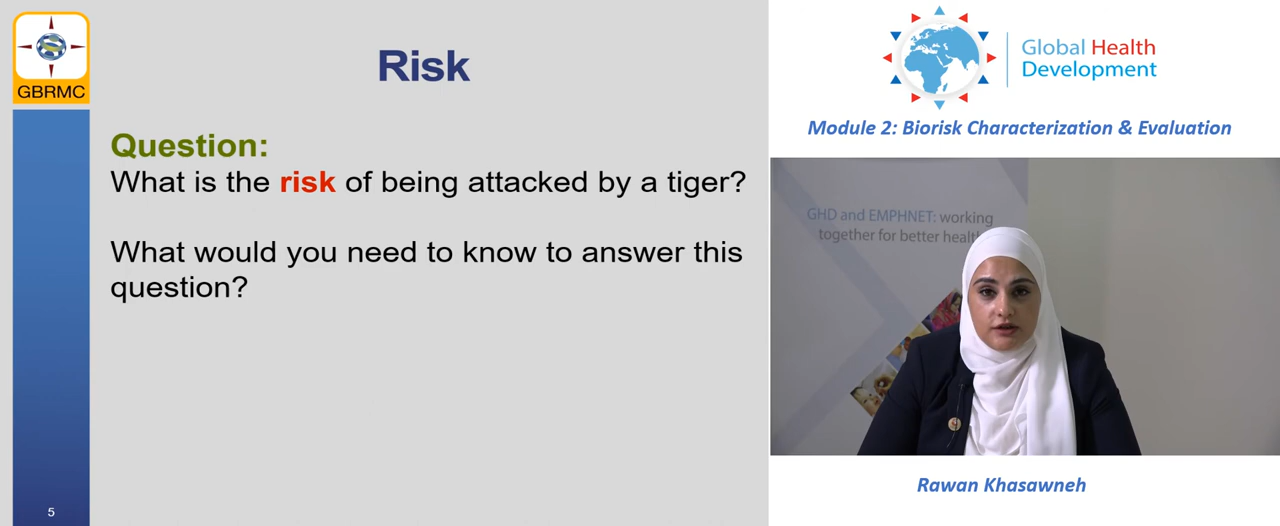 GBRMC
Risk
Question:
What is the risk of being attacked by a tiger?
What would you need to know to answer this
question?
5
Global Health
Development
Module 2: Biorisk Characterization & Evaluation
GHD and EMPHNET: working
together for better health
Rawan Khasawneh